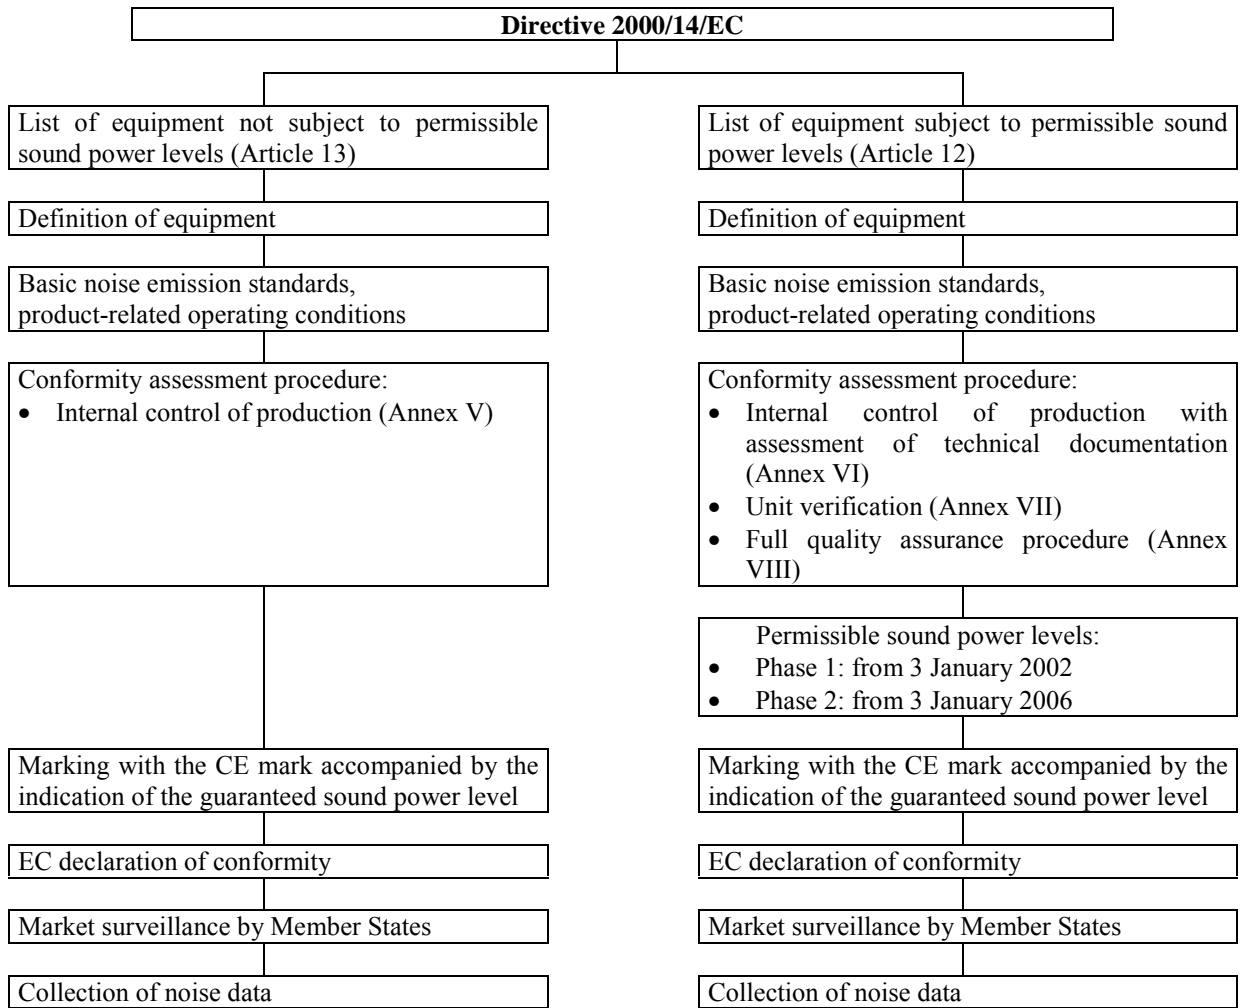 Directive 2000/14/EC
List of equipment not subject to permissible
sound power levels (Article 13)
Definition of equipment
Basic noise emission standards,
product-related operating conditions
Conformity assessment procedure:
• Internal control of production (Annex V)
Marking with the CE mark accompanied by the
indication of the guaranteed sound power level
EC declaration of conformity
Market surveillance by Member States
Collection of noise data
List of equipment subject to permissible sound
power levels (Article 12)
Definition of equipment
Basic noise emission standards,
product-related operating conditions
Conformity assessment procedure:
• Internal control of production with
assessment of technical documentation
(Annex VI)
• Unit verification (Annex VII)
• Full quality assurance procedure (Annex
VIII)
Permissible sound power levels:
• Phase 1: from 3 January 2002
• Phase 2: from 3 January 2006
Marking with the CE mark accompanied by the
indication of the guaranteed sound power level
EC declaration of conformity
Market surveillance by Member States
Collection of noise data